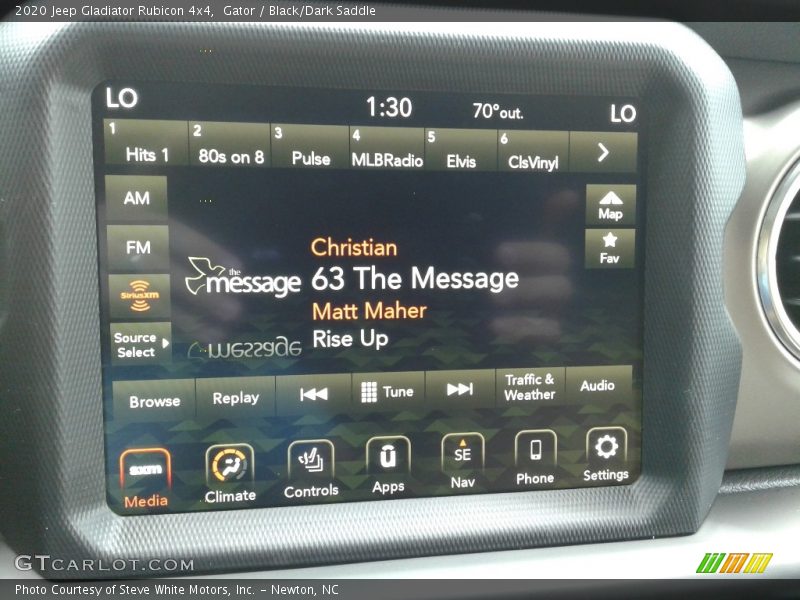 2020 Jeep Gladiator Rubicon 4x4,  Gator / Black/Dark Saddle
LO 1:30 70°out. LO
1 Hits 1
2 80s on 8
3 Pulse
4 MLBRadio
5 Elvis
6 ClsVinyl
AM
FM
SiriusXM
Source Select
Map
Fav
the message
Christian
63 The Message
Matt Maher
Rise Up
message
Browse
Replay
Tune
Traffic & Weather
Audio
Media
Climate
Controls
Apps
SE
Nav
Phone
Settings
GTCARLOT.COM
Photo Courtesy of Steve White Motors, Inc. – Newton, NC